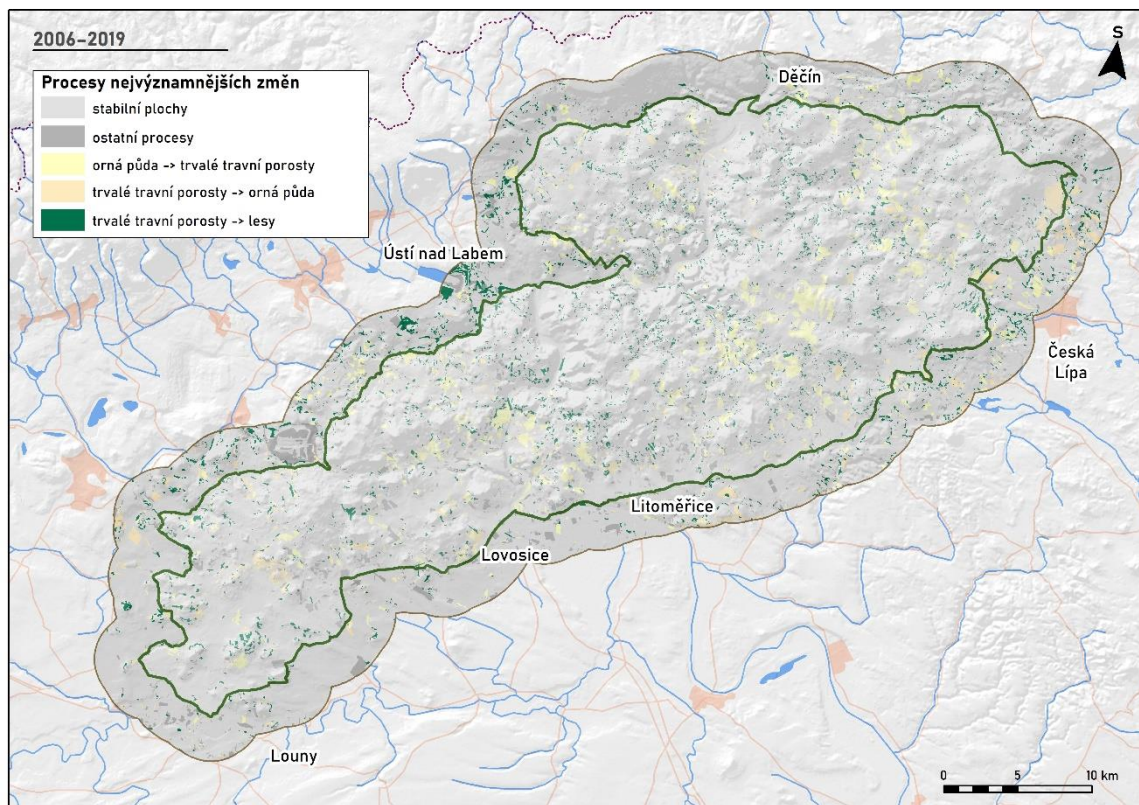 2006–2019
S
Procesy nejvýznamnějších změn
stabilní plochy
ostatní procesy
orná půda -> trvalé travní porosty
trvalé travní porosty -> orná půda
trvalé travní porosty -> lesy
Děčín
Ústí nad Labem
Česká
Lípa
Litoměřice
Lovosice
Louny
0 5 10 km